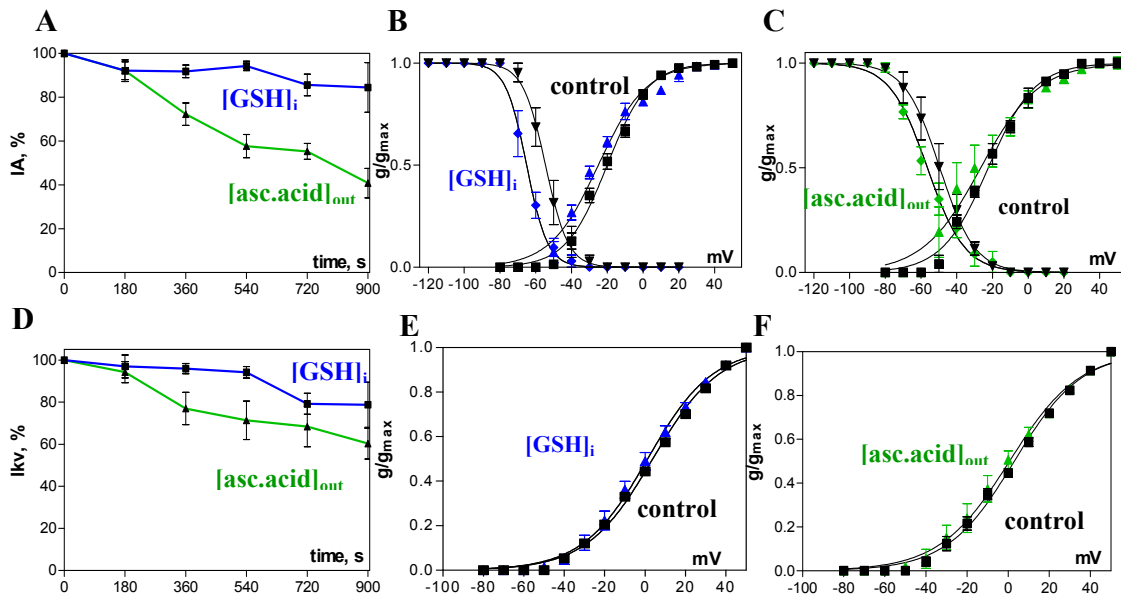 A
IA, %
100
80
60
40
20
0
[GSH]i
[asc.acid]out
time, s
0 180 360 540 720 900
B
g/gmax
1.0
0.5
0.0
control
[GSH]i
mV
-120 -100 -80 -60 -40 -20 0 20 40
C
g/gmax
1.0
0.5
0.0
[asc.acid]out
control
mV
-120 -100 -80 -60 -40 -20 0 20 40
D
Ikv, %
100
80
60
40
20
0
[GSH]i
[asc.acid]out
time, s
0 180 360 540 720 900
E
g/gmax
1.0
0.8
0.6
0.4
0.2
0.0
[GSH]i
control
mV
-100 -80 -60 -40 -20 0 20 40
F
g/gmax
1.0
0.8
0.6
0.4
0.2
0.0
[asc.acid]out
control
mV
-100 -80 -60 -40 -20 0 20 40